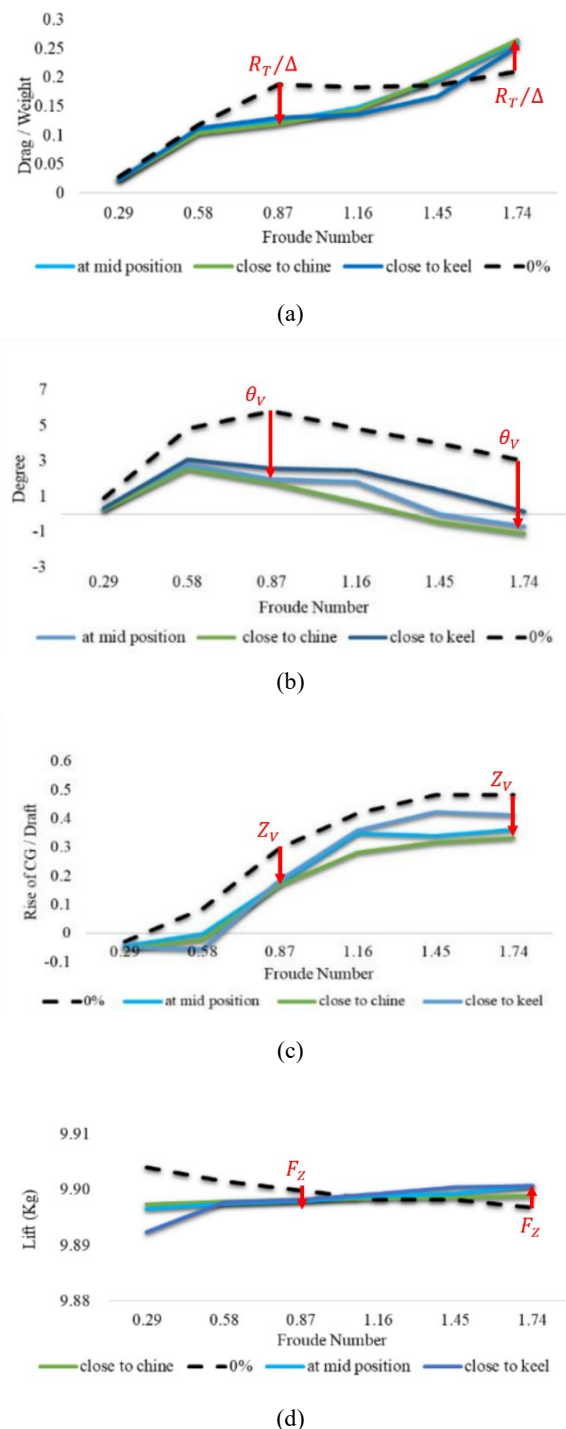 0.3
0.25
0.2
0.15
0.1
0.05
0
Drag / Weight
R_T/Δ
R_T/Δ
0.29 0.58 0.87 1.16 1.45 1.74
Froude Number
at mid position close to chine close to keel 0%
(a)
7
5
3
1
-1
-3
Degree
θ_V
θ_V
0.29 0.58 0.87 1.16 1.45 1.74
Froude Number
at mid position close to chine close to keel 0%
(b)
0.6
0.5
0.4
0.3
0.2
0.1
0
-0.1
Rise of CG / Draft
Z_V
Z_V
0.29 0.58 0.87 1.16 1.45 1.74
Froude Number
0% at mid position close to chine close to keel
(c)
9.91
9.90
9.89
9.88
Lift (Kg)
F_Z
F_Z
0.29 0.58 0.87 1.16 1.45 1.74
Froude Number
close to chine 0% at mid position close to keel
(d)